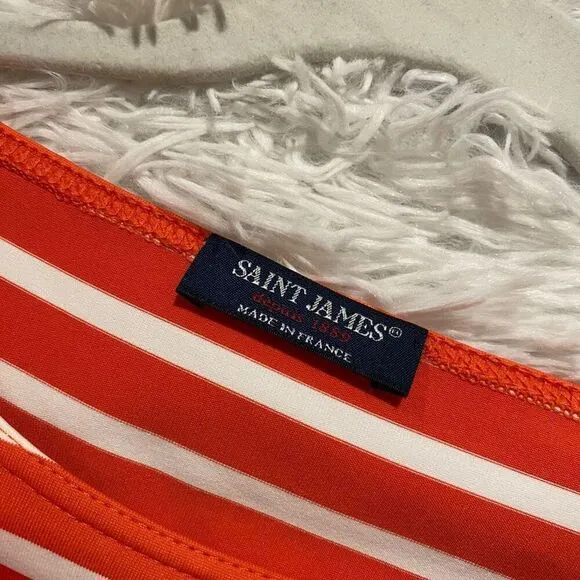 SAINT JAMES®
depuis 1889
MADE IN FRANCE